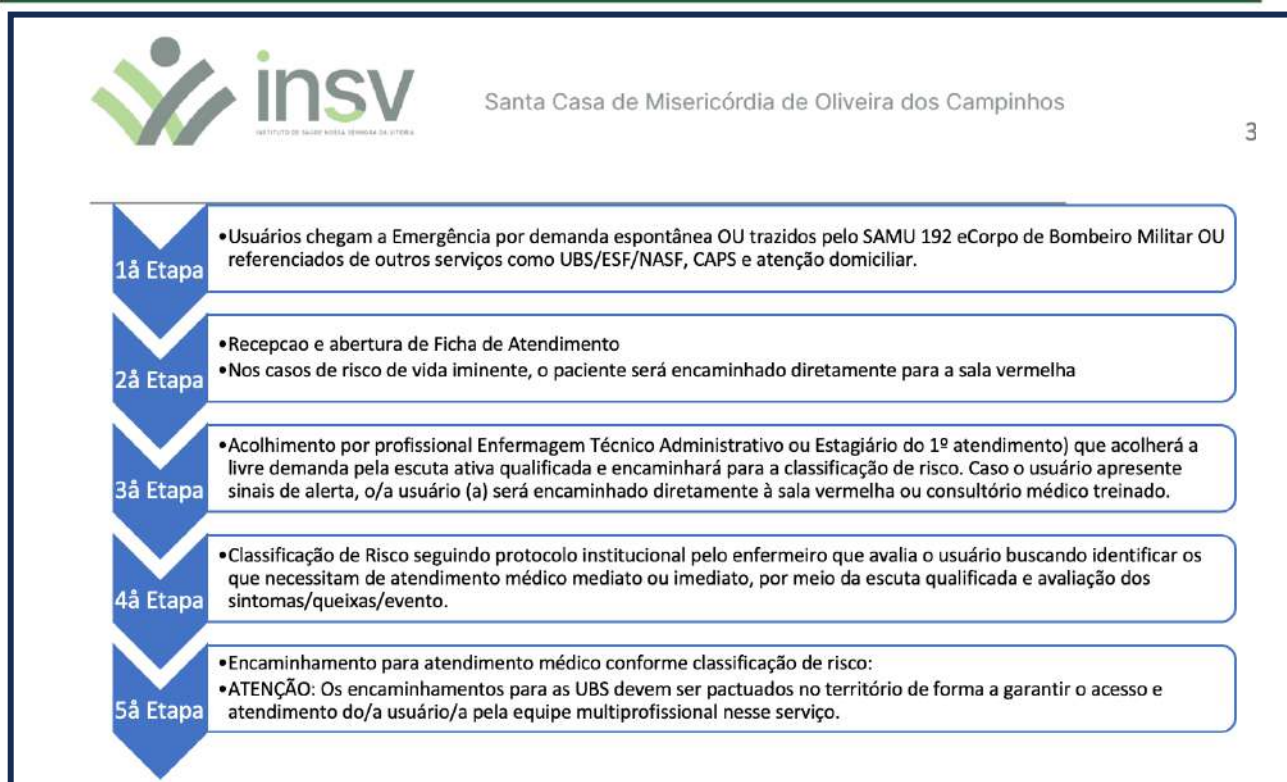 insv
INSTITUTO DE SAÚDE NOSSA SENHORA DA VITÓRIA
Santa Casa de Misericórdia de Oliveira dos Campinhos
3
1å Etapa
•Usuários chegam a Emergência por demanda espontânea OU trazidos pelo SAMU 192 eCorpo de Bombeiro Militar OU
referenciados de outros serviços como UBS/ESF/NASF, CAPS e atenção domiciliar.
2å Etapa
•Recepcao e abertura de Ficha de Atendimento
•Nos casos de risco de vida iminente, o paciente será encaminhado diretamente para a sala vermelha
3å Etapa
•Acolhimento por profissional Enfermagem Técnico Administrativo ou Estagiário do 1º atendimento) que acolherá a
livre demanda pela escuta ativa qualificada e encaminhará para a classificação de risco. Caso o usuário apresente
sinais de alerta, o/a usuário (a) será encaminhado diretamente à sala vermelha ou consultório médico treinado.
4å Etapa
•Classificação de Risco seguindo protocolo institucional pelo enfermeiro que avalia o usuário buscando identificar os
que necessitam de atendimento médico mediato ou imediato, por meio da escuta qualificada e avaliação dos
sintomas/queixas/evento.
5å Etapa
•Encaminhamento para atendimento médico conforme classificação de risco:
•ATENÇÃO: Os encaminhamentos para as UBS devem ser pactuados no território de forma a garantir o acesso e
atendimento do/a usuário/a pela equipe multiprofissional nesse serviço.